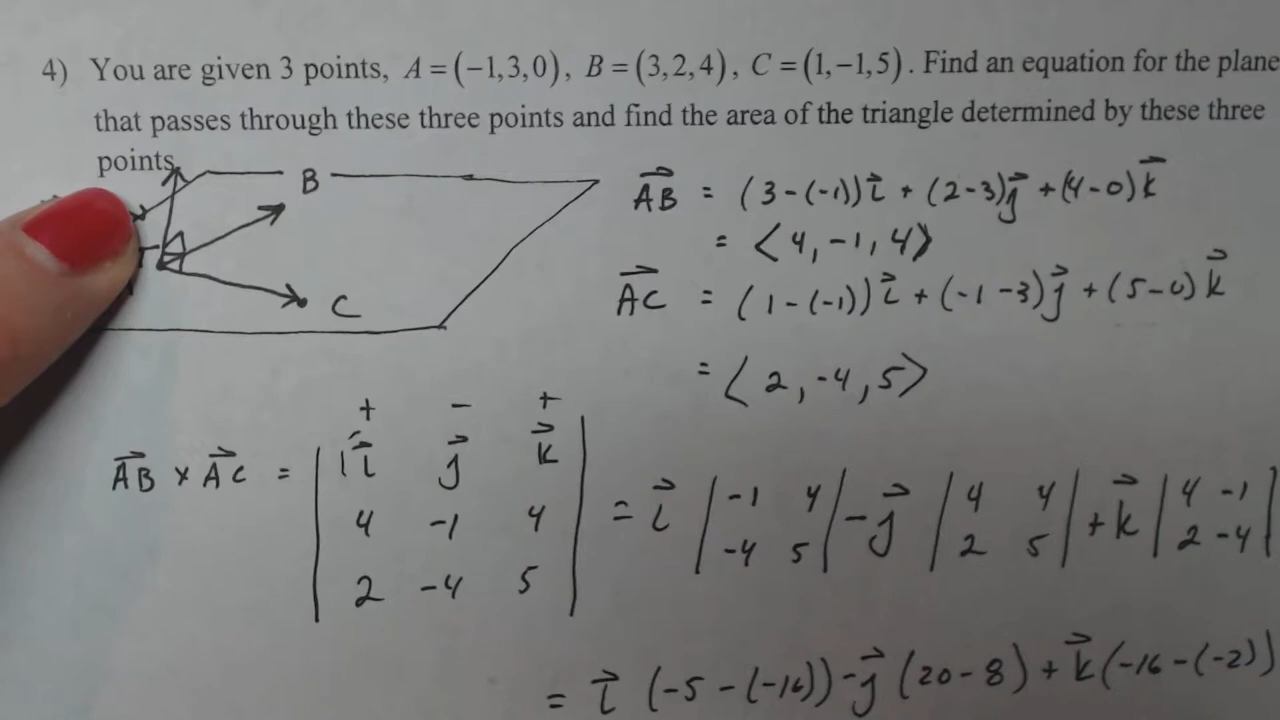 4) You are given 3 points, A = (−1,3,0), B = (3,2,4), C = (1,−1,5). Find an equation for the plane
that passes through these three points and find the area of the triangle determined by these three
points.
B
C
A⃗B⃗ = (3-(-1))i⃗ + (2-3)j⃗ + (4-0)k⃗
= ⟨4, -1, 4⟩
A⃗C⃗ = (1-(-1))i⃗ + (-1-3)j⃗ + (5-0)k⃗
= ⟨2, -4, 5⟩
+ − +
A⃗B⃗ × A⃗C⃗ = | i⃗ j⃗ k⃗ |
4 -1 4
2 -4 5
= i⃗ | -1 4 | - j⃗ | 4 4 | + k⃗ | 4 -1 |
-4 5 2 5 2 -4
= i⃗ (-5-(-16)) - j⃗ (20-8) + k⃗ (-16-(-2))